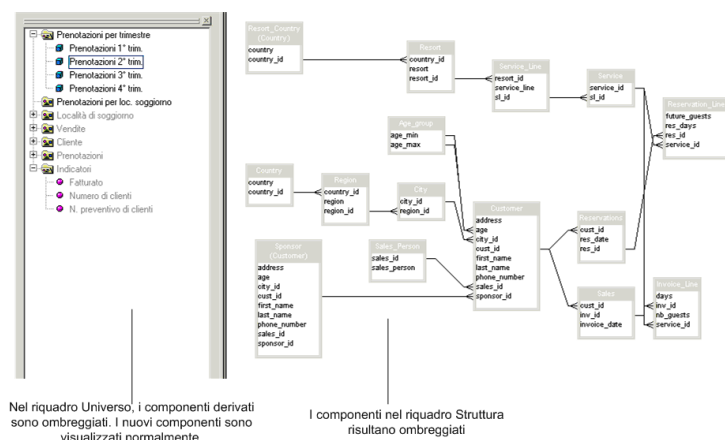 Prenotazioni per trimestre
Prenotazioni 1° trim.
Prenotazioni 2° trim.
Prenotazioni 3° trim.
Prenotazioni 4° trim.
Prenotazioni per loc. soggiorno
Località di soggiorno
Vendite
Cliente
Prenotazioni
Indicatori
Fatturato
Numero di clienti
N. preventivo di clienti
Resort_Country
(Country)
country
country_id
Resort
country_id
resort
resort_id
Service_Line
resort_id
service_line
sl_id
Service
service_id
sl_id
Reservation_Line
future_guests
res_days
res_id
service_id
Age_group
age_min
age_max
Country
country
country_id
Region
country_id
region
region_id
City
city_id
region_id
Customer
address
age
city_id
cust_id
first_name
last_name
phone_number
sales_id
sponsor_id
Reservations
cust_id
res_date
res_id
Sponsor
(Customer)
address
age
city_id
cust_id
first_name
last_name
phone_number
sales_id
sponsor_id
Sales_Person
sales_id
sales_person
Sales
cust_id
inv_id
invoice_date
Invoice_Line
days
inv_id
nb_guests
service_id
Nel riquadro Universo, i componenti derivati
sono ombreggiati. I nuovi componenti sono
visualizzati normalmente
I componenti nel riquadro Struttura
risultano ombreggiati